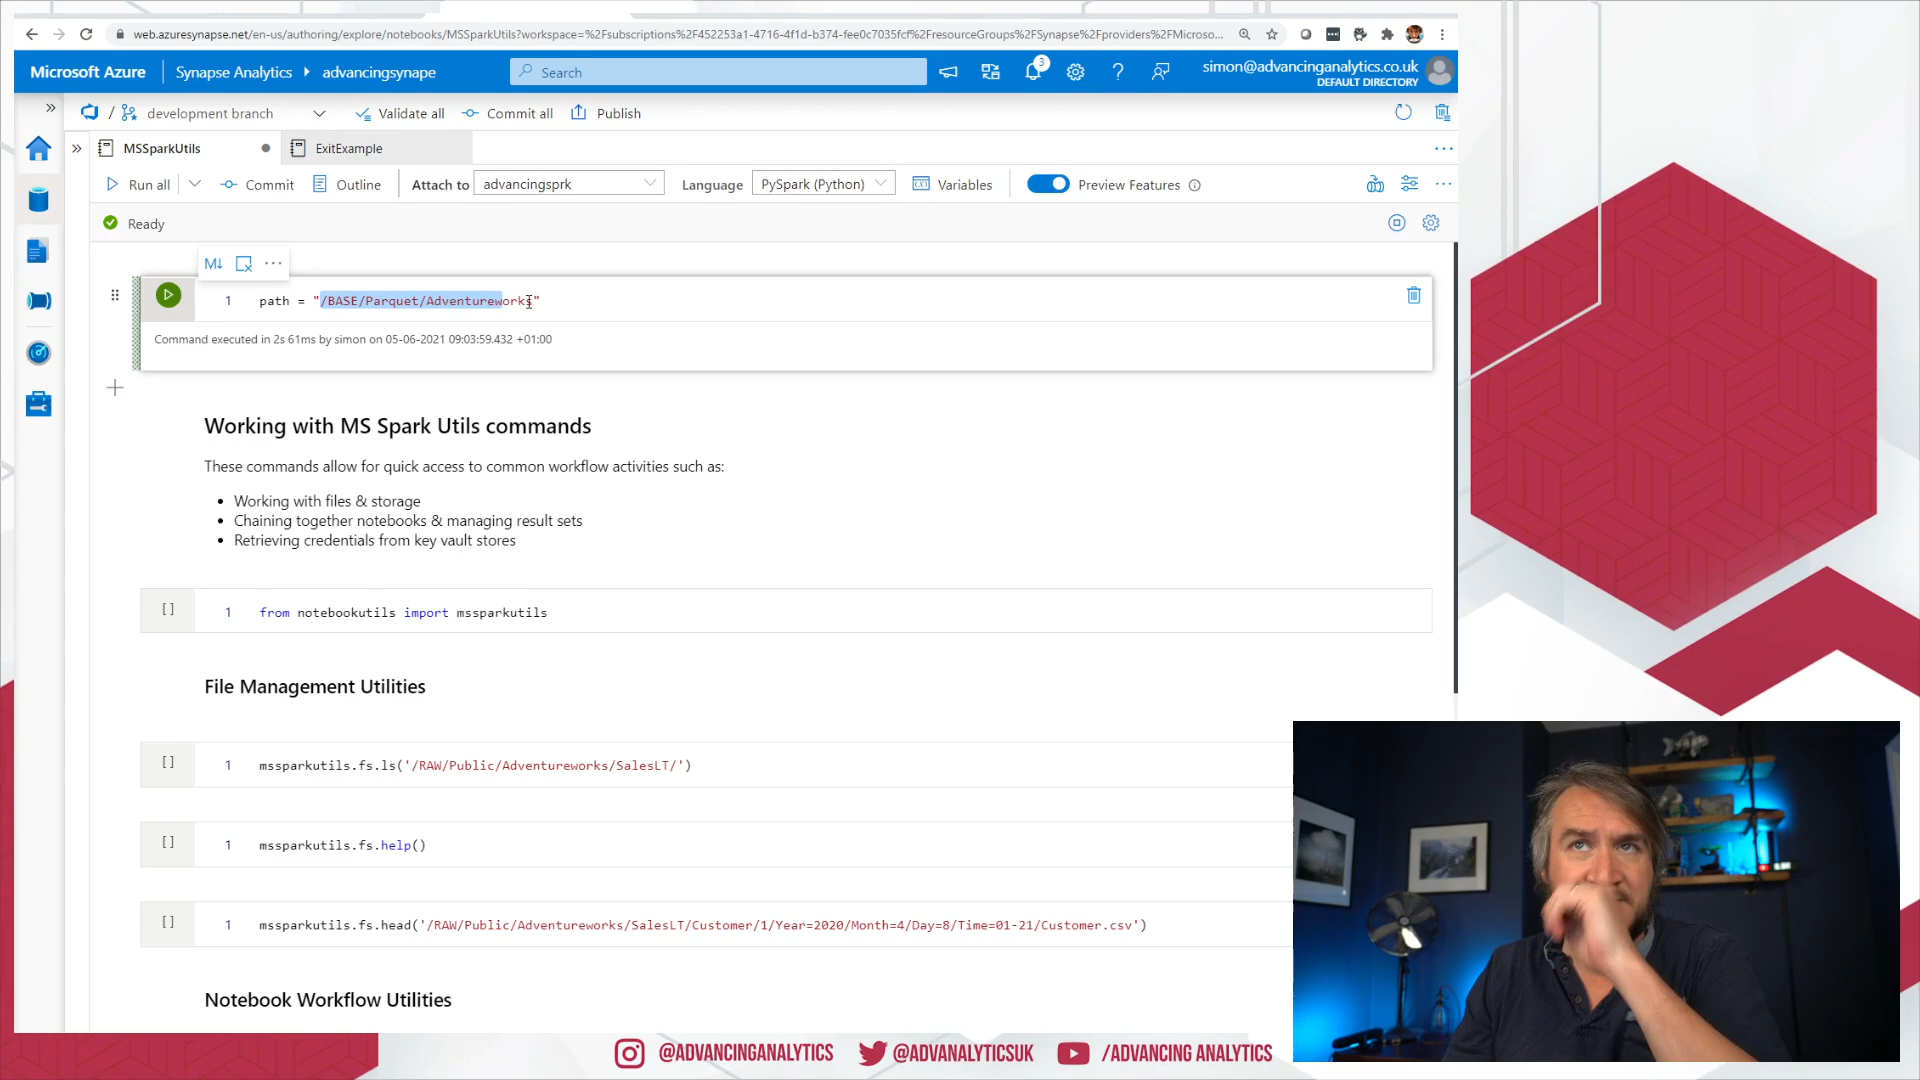 web.azuresynapse.net/en-us/authoring/explore/notebooks/MSSparkUtils?workspace=%2Fsubscriptions%2F452253a1-4716-4f1d-b374-fee0c7035fcf%2FresourceGroups%2FSynapse%2Fproviders%2FMicroso...
Microsoft Azure Synapse Analytics advancingsynape Search 3 simon@advancinganalytics.co.uk
DEFAULT DIRECTORY
/ development branch Validate all Commit all Publish
MSSparkUtils ExitExample
Run all Commit Outline Attach to advancingsprk Language PySpark (Python) Variables Preview Features
Ready
M↓ ...
1 path = "/BASE/Parquet/Adventureworks"
Command executed in 2s 61ms by simon on 05-06-2021 09:03:59.432 +01:00
Working with MS Spark Utils commands
These commands allow for quick access to common workflow activities such as:
• Working with files & storage
• Chaining together notebooks & managing result sets
• Retrieving credentials from key vault stores
[] 1 from notebookutils import mssparkutils
File Management Utilities
[] 1 mssparkutils.fs.ls('/RAW/Public/Adventureworks/SalesLT/')
[] 1 mssparkutils.fs.help()
[] 1 mssparkutils.fs.head('/RAW/Public/Adventureworks/SalesLT/Customer/1/Year=2020/Month=4/Day=8/Time=01-21/Customer.csv')
Notebook Workflow Utilities
@ADVANCINGANALYTICS @ADVANALYTICSUK /ADVANCING ANALYTICS